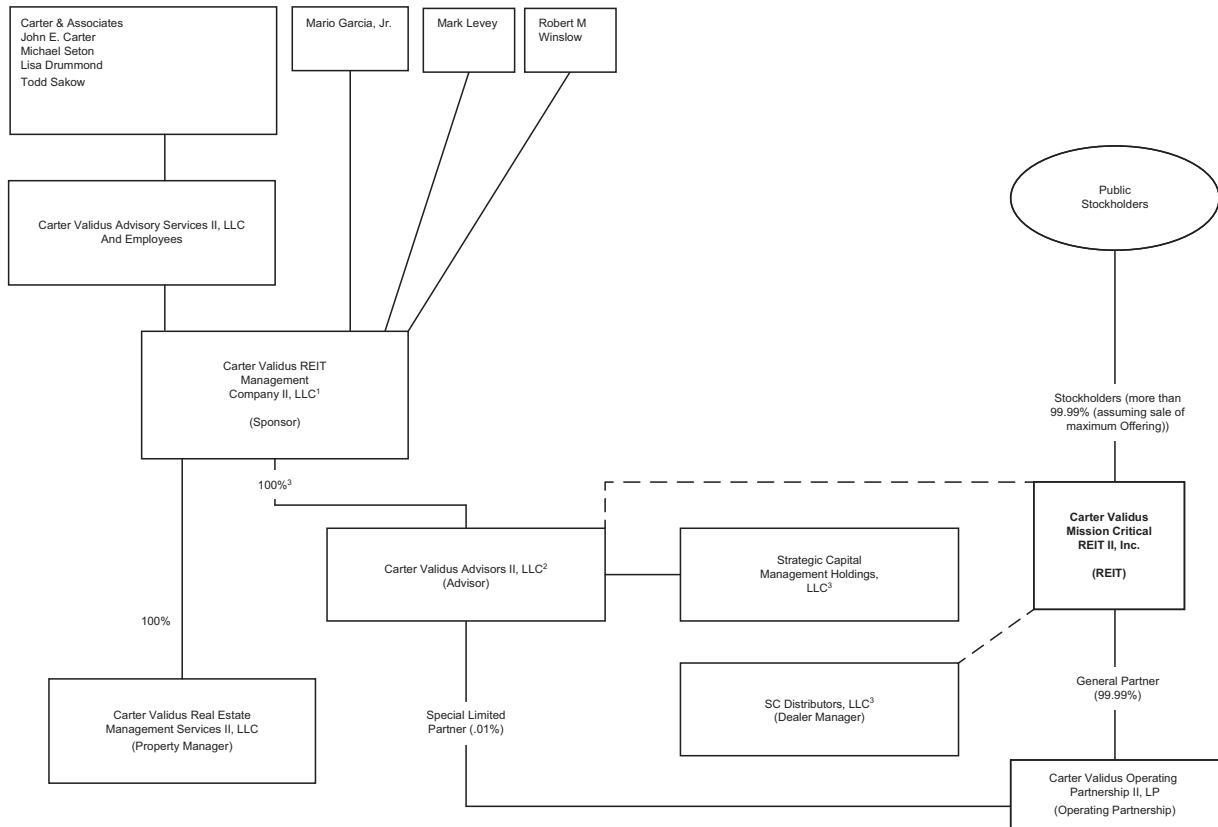 Carter & Associates
John E. Carter
Michael Seton
Lisa Drummond
Todd Sakow
Mario Garcia, Jr.
Mark Levey
Robert M
Winslow
Carter Validus Advisory Services II, LLC
And Employees
Public
Stockholders
Carter Validus REIT
Management
Company II, LLC¹
(Sponsor)
Stockholders (more than
99.99% (assuming sale of
maximum Offering))
100%³
Carter Validus Advisors II, LLC²
(Advisor)
Strategic Capital
Management Holdings,
LLC³
Carter Validus
Mission Critical
REIT II, Inc.
(REIT)
100%
Carter Validus Real Estate
Management Services II, LLC
(Property Manager)
Special Limited
Partner (.01%)
SC Distributors, LLC³
(Dealer Manager)
General Partner
(99.99%)
Carter Validus Operating
Partnership II, LP
(Operating Partnership)